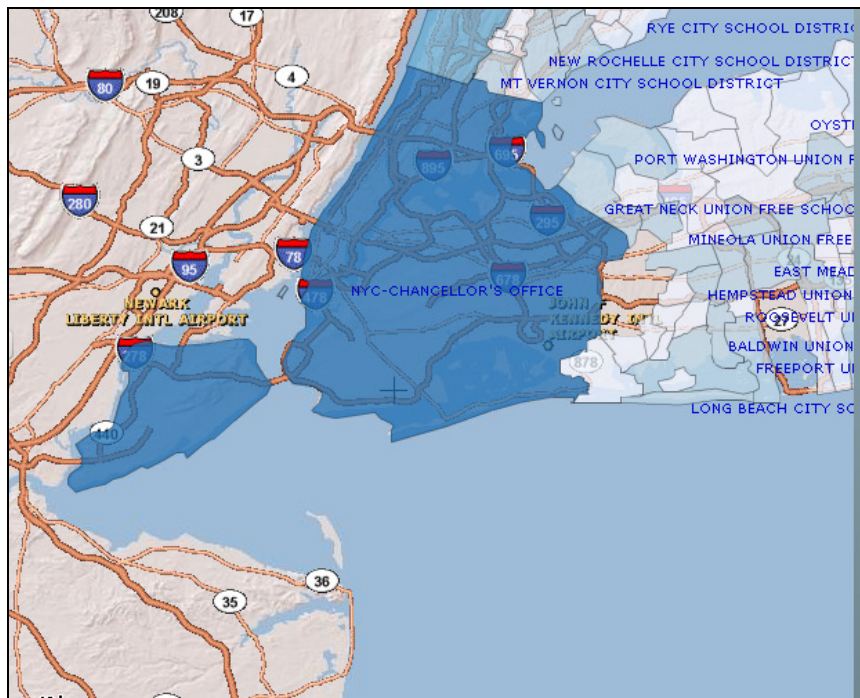 208
17
RYE CITY SCHOOL DISTRIC
NEW ROCHELLE CITY SCHOOL DISTRICT
MT VERNON CITY SCHOOL DISTRICT
4
80
19
OYST
695
3
895
PORT WASHINGTON UNION F
280
GREAT NECK UNION FREE SCHOO
21
295
MINEOLA UNION FREE
78
95
EAST MEAD
678
478
NYC-CHANCELLOR'S OFFICE
HEMPSTEAD UNION
NEWARK
LIBERTY INTL AIRPORT
JOHN F
KENNEDY INTL
AIRPORT
ROOSEVELT U
27
BALDWIN UNION
278
878
FREEPORT U
LONG BEACH CITY SC
440
36
35